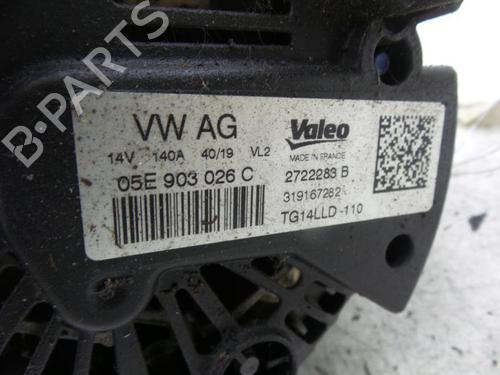 VW AG
Valeo
14V 140A 40/19 VL2
MADE IN FRANCE
05E 903 026 C
2722283 B
319167282
TG14LLD-110
B-PARTS